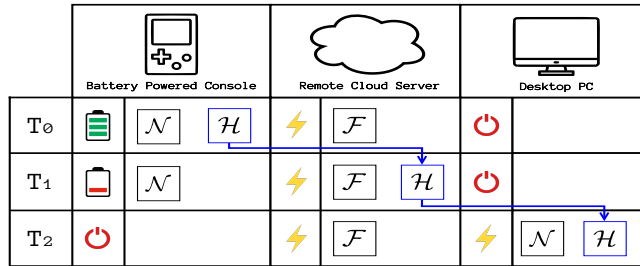 Battery Powered Console Remote Cloud Server Desktop PC
T0 N H F
T1 N F H
T2 F N H